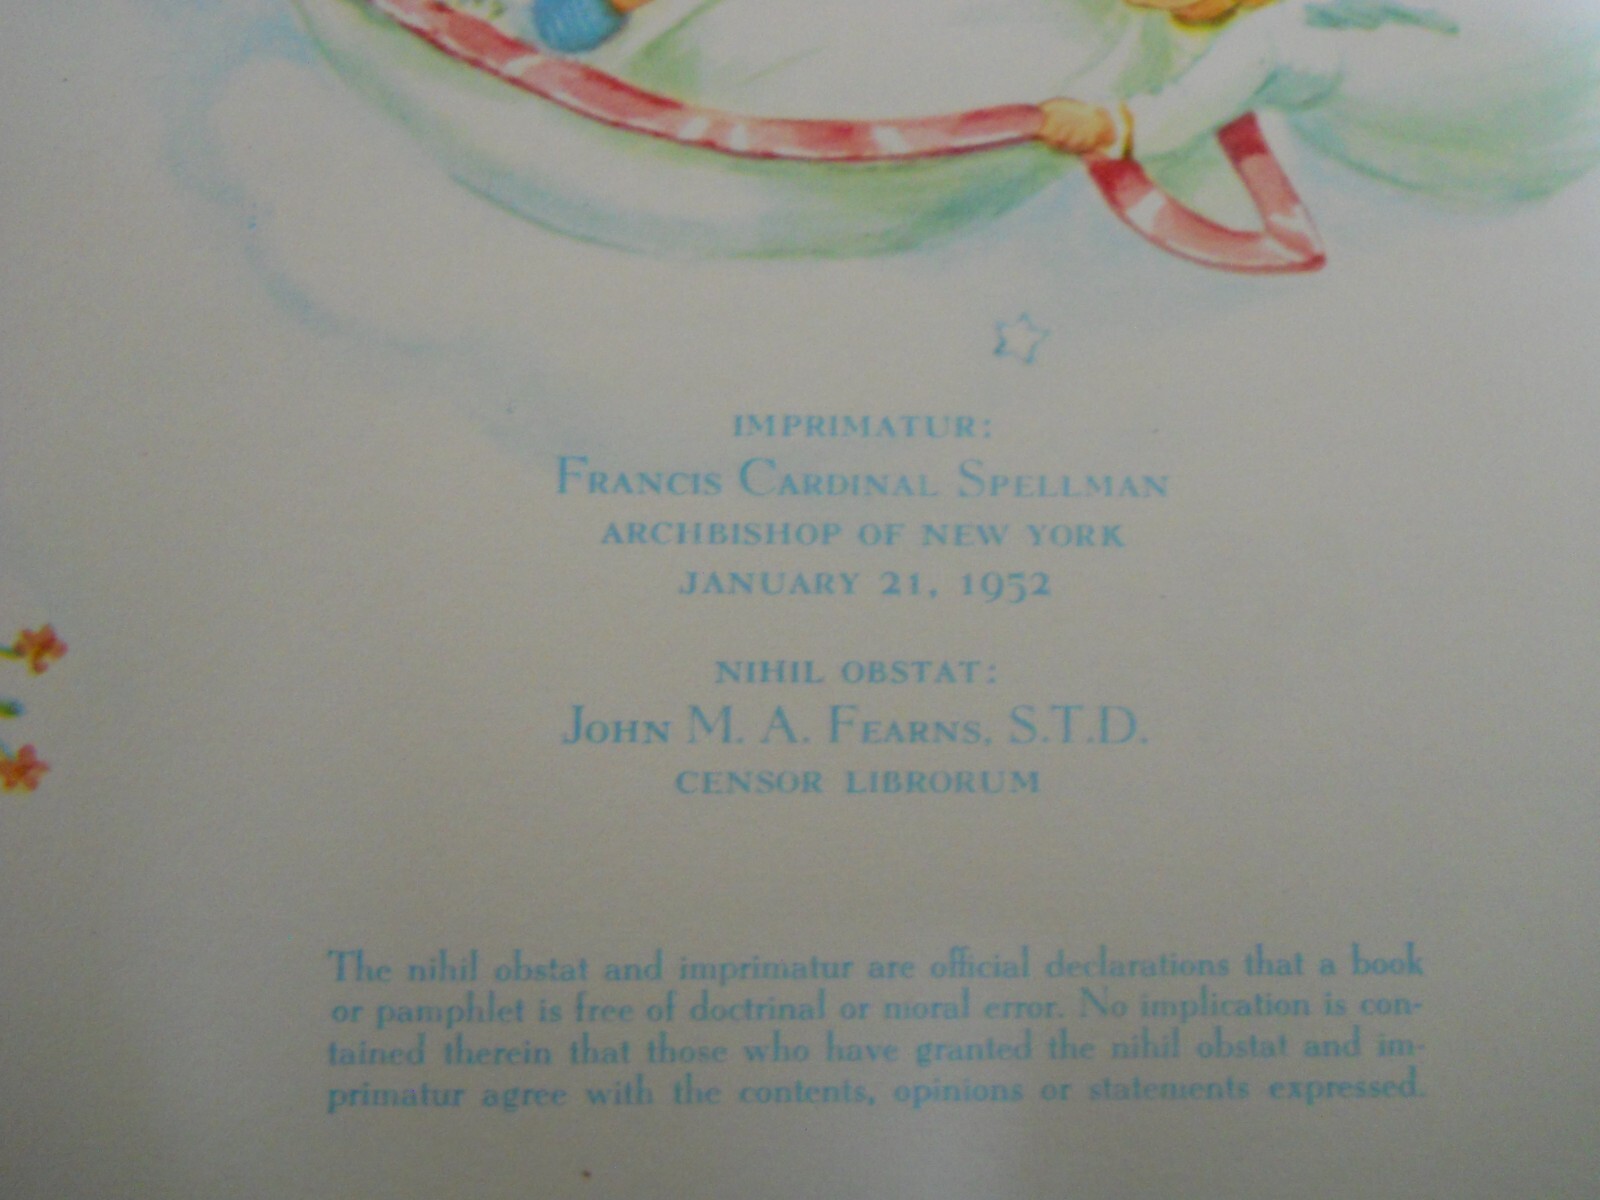 IMPRIMATUR:
FRANCIS CARDINAL SPELLMAN
ARCHBISHOP OF NEW YORK
JANUARY 21, 1952
NIHIL OBSTAT:
JOHN M. A. FEARNS, S.T.D.
CENSOR LIBRORUM
The nihil obstat and imprimatur are official declarations that a book
or pamphlet is free of doctrinal or moral error. No implication is con-
tained therein that those who have granted the nihil obstat and im-
primatur agree with the contents, opinions or statements expressed.